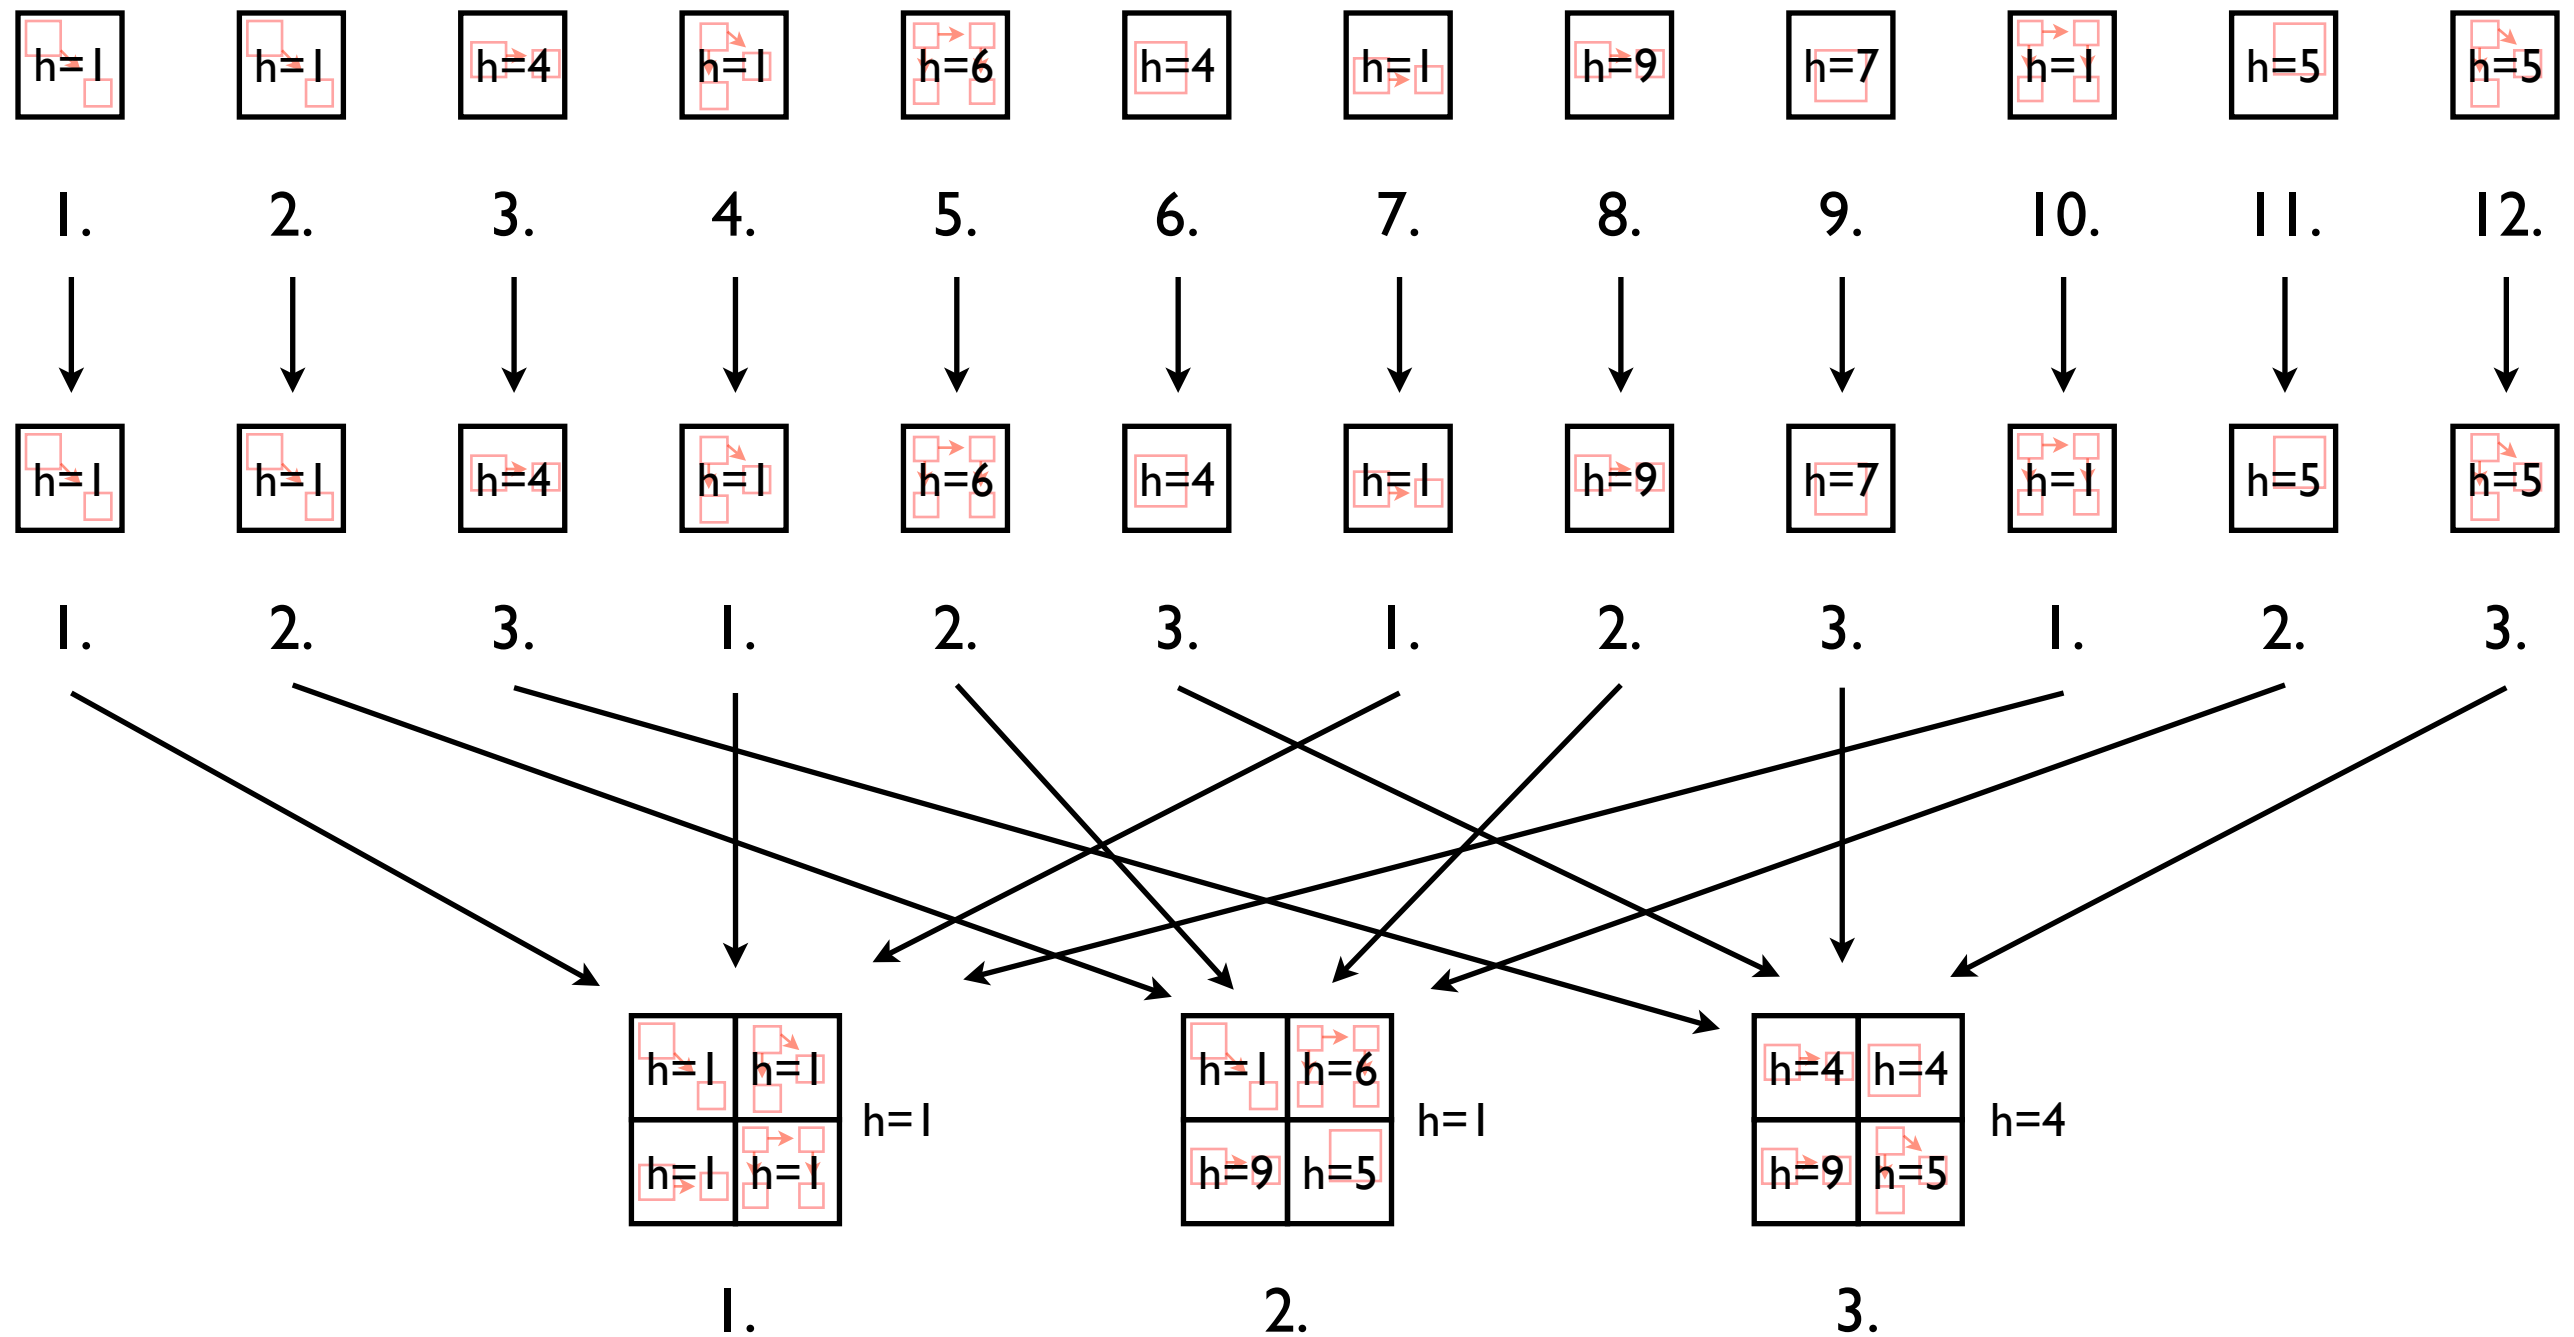 h=1 h=1 h=4 h=1 h=6 h=4 h=1 h=9 h=7 h=1 h=5 h=5
1. 2. 3. 4. 5. 6. 7. 8. 9. 10. 11. 12.
h=1 h=1 h=4 h=1 h=6 h=4 h=1 h=9 h=7 h=1 h=5 h=5
1. 2. 3. 1. 2. 3. 1. 2. 3. 1. 2. 3.
h=1 h=1 h=1 h=6 h=4 h=4
h=1 h=1 h=4
h=1 h=1 h=9 h=5 h=9 h=5
1. 2. 3.